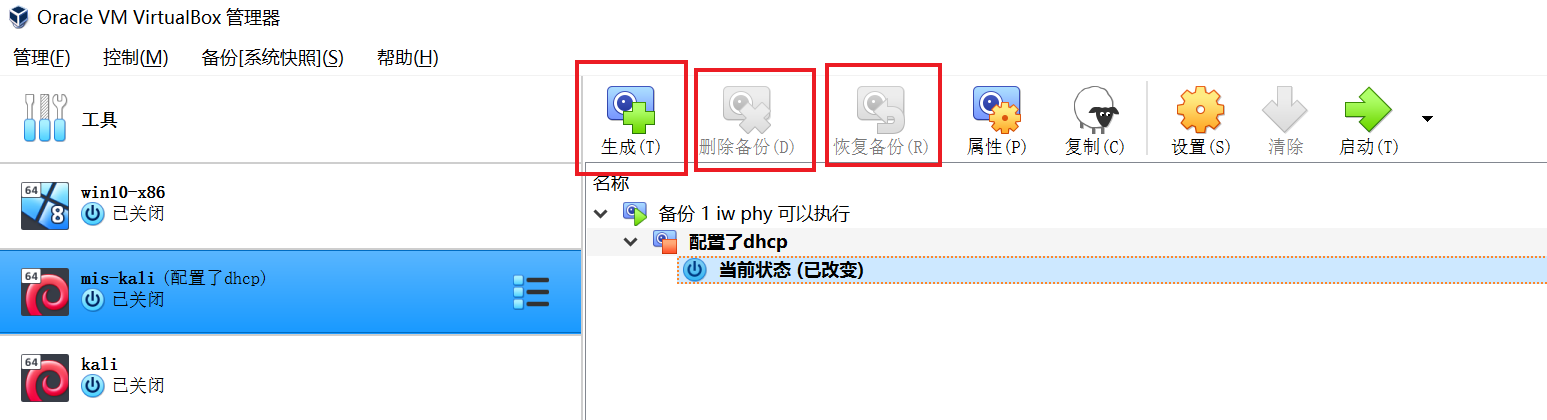 Oracle VM VirtualBox 管理器
管理(F) 控制(M) 备份[系统快照](S) 帮助(H)
工具
生成(T) 删除备份(D) 恢复备份(R) 属性(P) 复制(C) 设置(S) 清除 启动(T)
名称
64 win10-x86
8 已关闭
备份 1 iw phy 可以执行
配置了dhcp
当前状态 (已改变)
64 mis-kali (配置了dhcp)
已关闭
64 kali
已关闭